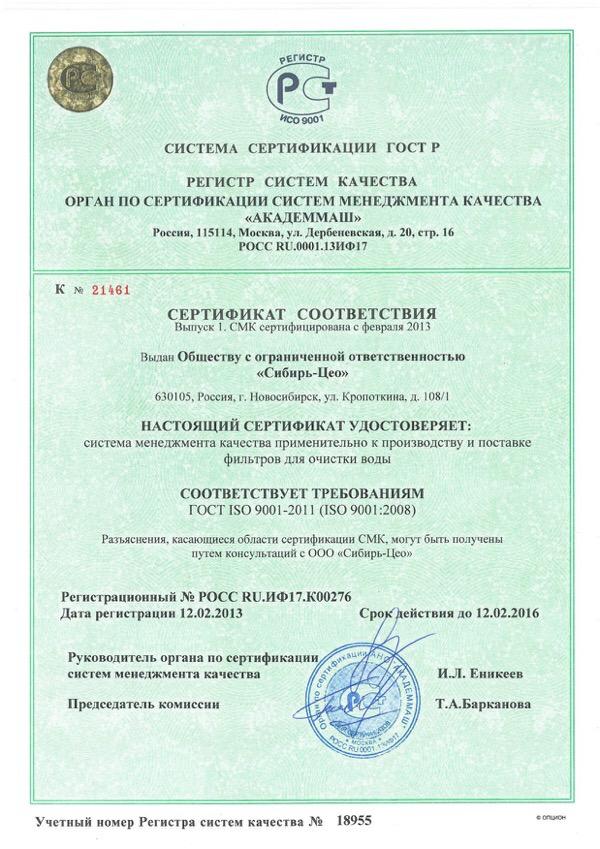 РЕГИСТР
РСТ
ИСО 9001
СИСТЕМА СЕРТИФИКАЦИИ ГОСТ Р
РЕГИСТР СИСТЕМ КАЧЕСТВА
ОРГАН ПО СЕРТИФИКАЦИИ СИСТЕМ МЕНЕДЖМЕНТА КАЧЕСТВА
«АКАДЕММАШ»
Россия, 115114, Москва, ул. Дербеневская, д. 20, стр. 16
РОСС RU.0001.13ИФ17
К № 21461
СЕРТИФИКАТ СООТВЕТСТВИЯ
Выпуск 1. СМК сертифицирована с февраля 2013
Выдан Обществу с ограниченной ответственностью
«Сибирь-Цео»
630105, Россия, г. Новосибирск, ул. Кропоткина, д. 108/1
НАСТОЯЩИЙ СЕРТИФИКАТ УДОСТОВЕРЯЕТ:
система менеджмента качества применительно к производству и поставке
фильтров для очистки воды
СООТВЕТСТВУЕТ ТРЕБОВАНИЯМ
ГОСТ ISO 9001-2011 (ISO 9001:2008)
Разъяснения, касающиеся области сертификации СМК, могут быть получены
путем консультаций с ООО «Сибирь-Цео»
Регистрационный № РОСС RU.ИФ17.К00276
Дата регистрации 12.02.2013 Срок действия до 12.02.2016
Руководитель органа по сертификации
систем менеджмента качества И.Л. Еникеев
Председатель комиссии Т.А.Барканова
Орган по сертификации АНО "АКАДЕММАШ"
РСТ
* МОСКВА *
РОСС RU.0001.13ИФ17
Учетный номер Регистра систем качества № 18955
© ОПЦИОН